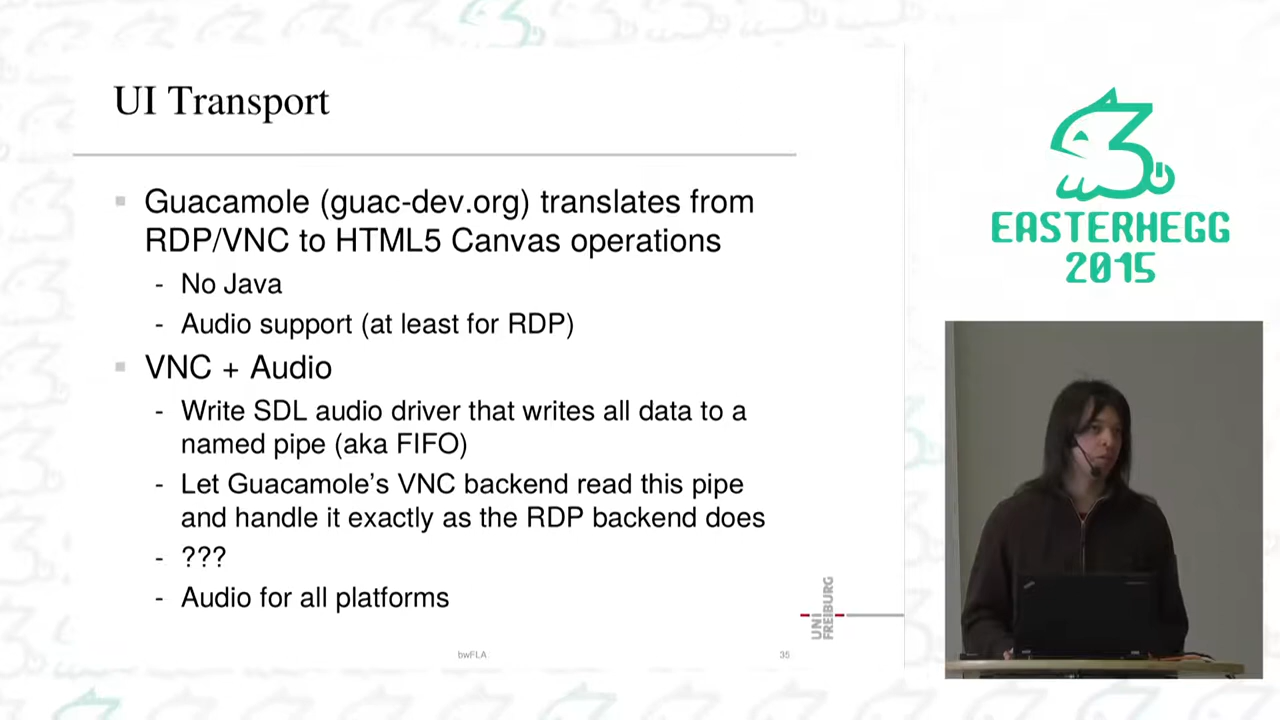 UI Transport
Guacamole (guac-dev.org) translates from
RDP/VNC to HTML5 Canvas operations
- No Java
- Audio support (at least for RDP)
VNC + Audio
- Write SDL audio driver that writes all data to a
named pipe (aka FIFO)
- Let Guacamole's VNC backend read this pipe
and handle it exactly as the RDP backend does
- ???
- Audio for all platforms
UNI
FREIBURG
bwFLA
35
EASTERHEGG
2015